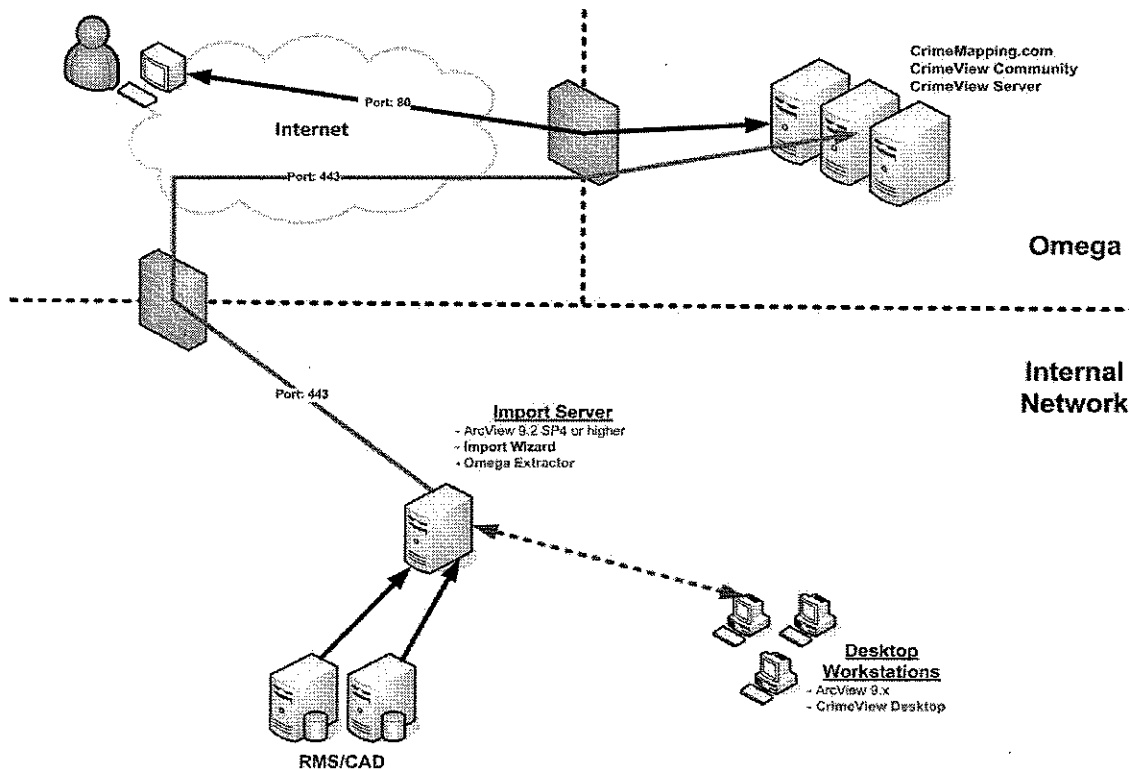 CrimeMapping.com
CrimeView Community
CrimeView Server
Port: 80
Internet
Port: 443
Omega
Internal
Network
Port: 443
Import Server
- ArcView 9.2 SP4 or higher
- Import Wizard
- Omega Extractor
Desktop
Workstations
- ArcView 9.x
- CrimeView Desktop
RMS/CAD